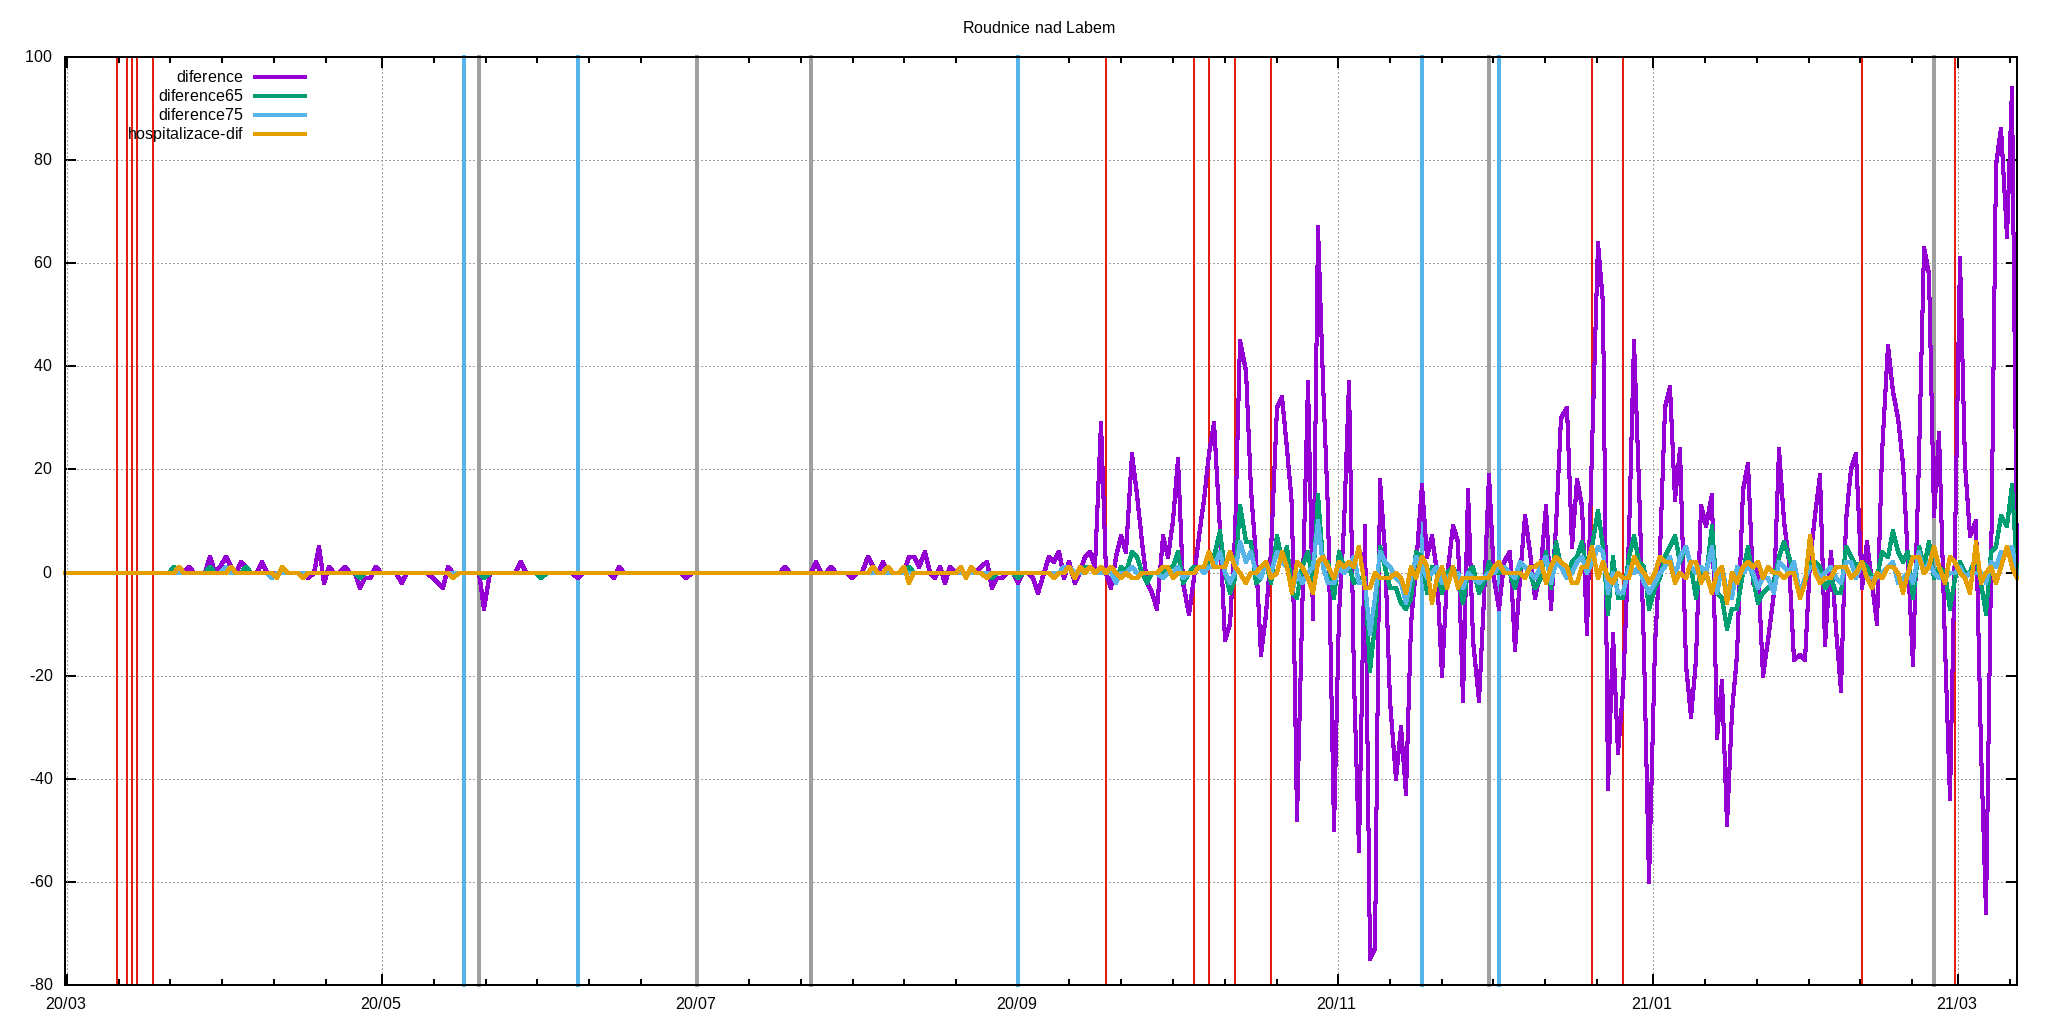 Roudnice nad Labem
100
80
60
40
20
0
-20
-40
-60
-80
diference
diference65
diference75
hospitalizace-dif
20/03 20/05 20/07 20/09 20/11 21/01 21/03